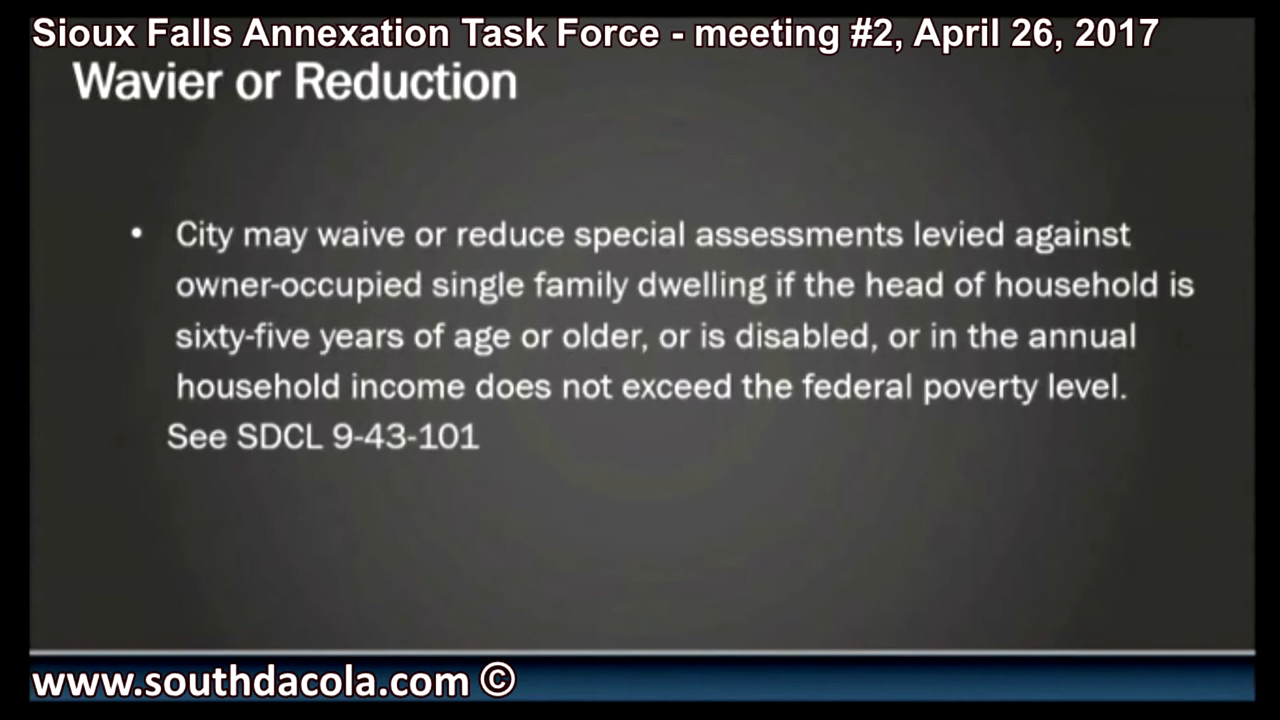 Sioux Falls Annexation Task Force - meeting #2, April 26, 2017
Wavier or Reduction
• City may waive or reduce special assessments levied against
owner-occupied single family dwelling if the head of household is
sixty-five years of age or older, or is disabled, or in the annual
household income does not exceed the federal poverty level.
See SDCL 9-43-101
www.southdacola.com ©